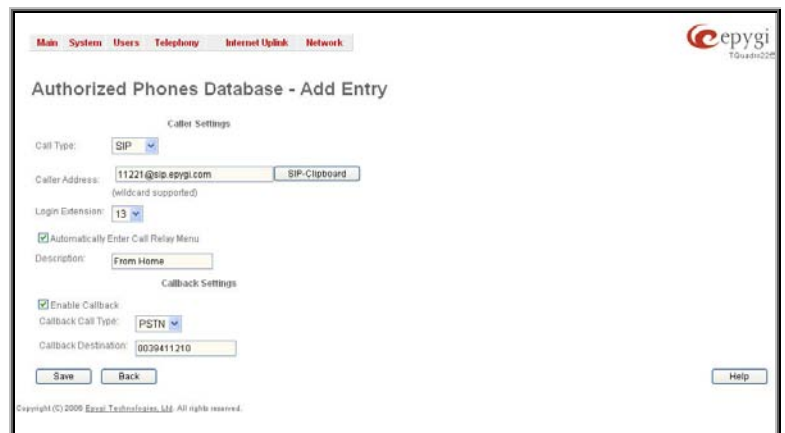 Main System Users Telephony Internet Uplink Network
epygi
TQuadro22
Authorized Phones Database - Add Entry
Caller Settings
Call Type: SIP
Caller Address: 11221@sip.epygi.com SIP-Clipboard
(wildcard supported)
Login Extension: 13
Automatically Enter Call Relay Menu
Description: From Home
Callback Settings
Enable Callback
Callback Call Type: PSTN
Callback Destination: 0039411210
Save Back Help
Copyright (C) 2006 Epygi Technologies, Ltd. All rights reserved.